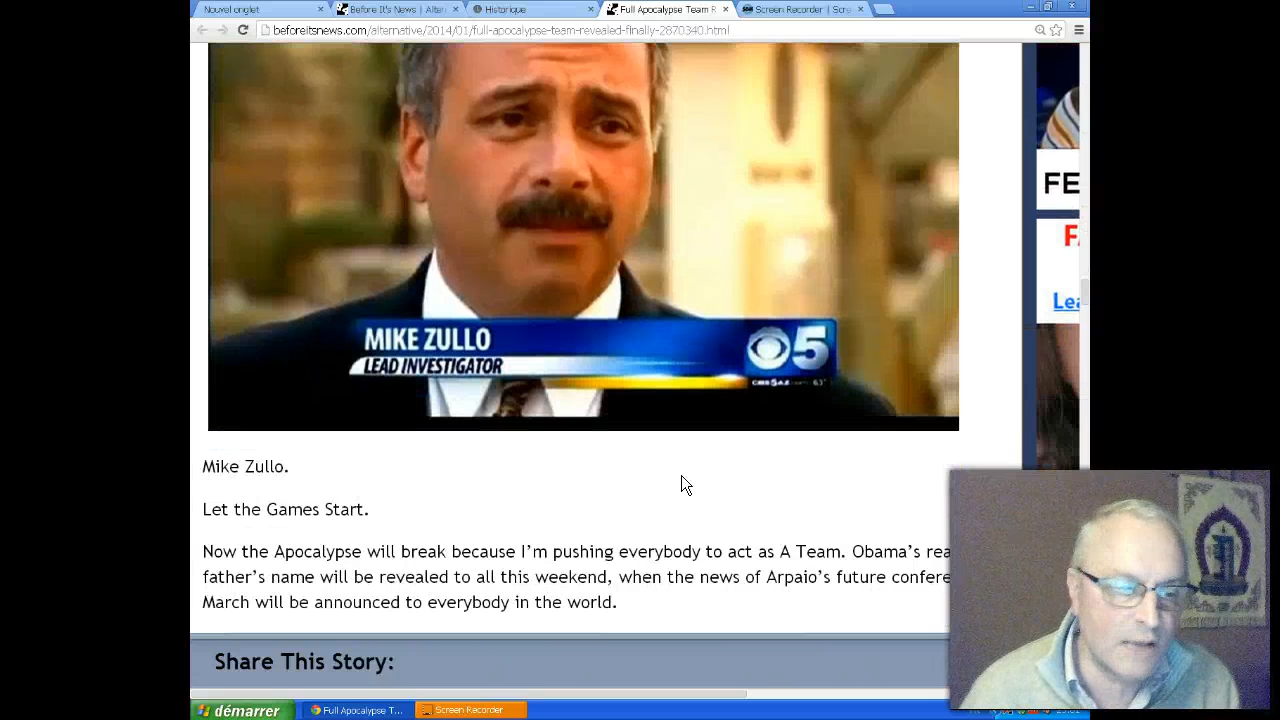 Nouvel onglet
Before It's News | Alter
Historique
Full Apocalypse Team R
Screen Recorder | Scre
beforeitsnews.com/alternative/2014/01/full-apocalypse-team-revealed-finally-2870340.html
FE
MIKE ZULLO
LEAD INVESTIGATOR
5
Lea
Mike Zullo.
Let the Games Start.
Now the Apocalypse will break because I'm pushing everybody to act as A Team. Obama's rea
father's name will be revealed to all this weekend, when the news of Arpaio's future confere
March will be announced to everybody in the world.
Share This Story:
démarrer
Full Apocalypse T...
Screen Recorder